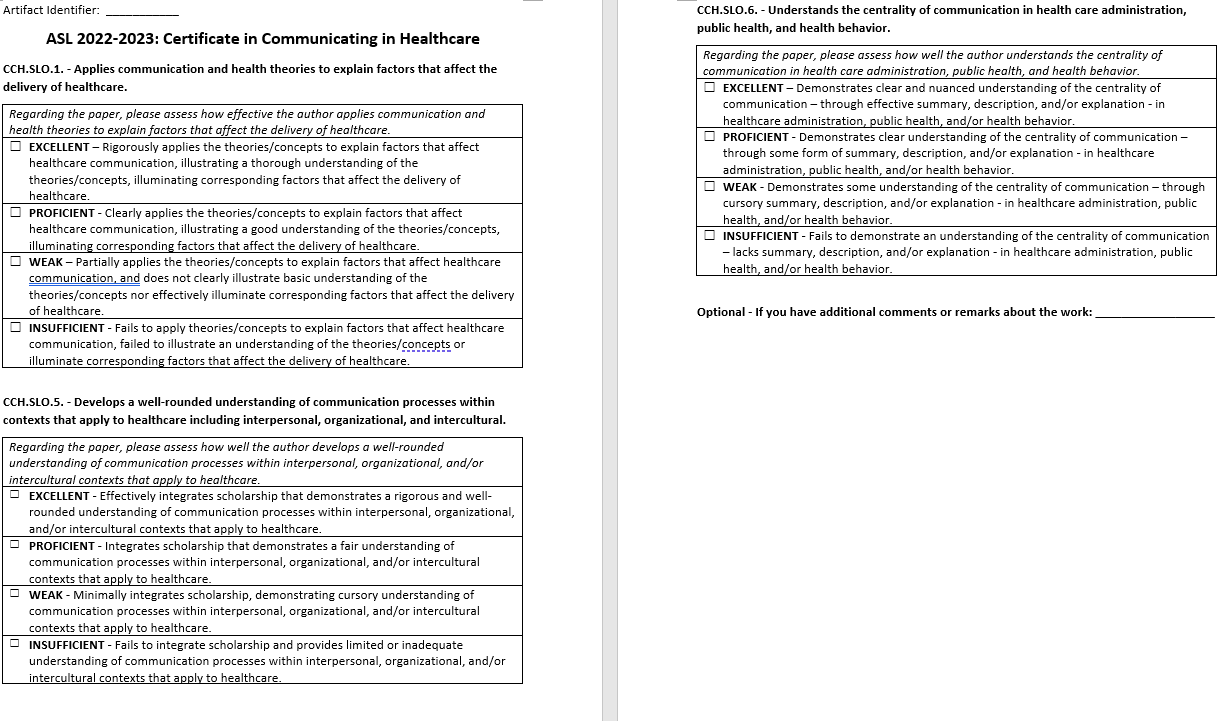 Artifact Identifier: ___________
ASL 2022-2023: Certificate in Communicating in Healthcare
CCH.SLO.1. - Applies communication and health theories to explain factors that affect the
delivery of healthcare.
Regarding the paper, please assess how effective the author applies communication and
health theories to explain factors that affect the delivery of healthcare.
☐ EXCELLENT – Rigorously applies the theories/concepts to explain factors that affect
healthcare communication, illustrating a thorough understanding of the
theories/concepts, illuminating corresponding factors that affect the delivery of
healthcare.
☐ PROFICIENT - Clearly applies the theories/concepts to explain factors that affect
healthcare communication, illustrating a good understanding of the theories/concepts,
illuminating corresponding factors that affect the delivery of healthcare.
☐ WEAK – Partially applies the theories/concepts to explain factors that affect healthcare
communication, and does not clearly illustrate basic understanding of the
theories/concepts nor effectively illuminate corresponding factors that affect the delivery
of healthcare.
☐ INSUFFICIENT - Fails to apply theories/concepts to explain factors that affect healthcare
communication, failed to illustrate an understanding of the theories/concepts or
illuminate corresponding factors that affect the delivery of healthcare.
CCH.SLO.5. - Develops a well-rounded understanding of communication processes within
contexts that apply to healthcare including interpersonal, organizational, and intercultural.
Regarding the paper, please assess how well the author develops a well-rounded
understanding of communication processes within interpersonal, organizational, and/or
intercultural contexts that apply to healthcare.
☐ EXCELLENT - Effectively integrates scholarship that demonstrates a rigorous and well-
rounded understanding of communication processes within interpersonal, organizational,
and/or intercultural contexts that apply to healthcare.
☐ PROFICIENT - Integrates scholarship that demonstrates a fair understanding of
communication processes within interpersonal, organizational, and/or intercultural
contexts that apply to healthcare.
☐ WEAK - Minimally integrates scholarship, demonstrating cursory understanding of
communication processes within interpersonal, organizational, and/or intercultural
contexts that apply to healthcare.
☐ INSUFFICIENT - Fails to integrate scholarship and provides limited or inadequate
understanding of communication processes within interpersonal, organizational, and/or
intercultural contexts that apply to healthcare.
CCH.SLO.6. - Understands the centrality of communication in health care administration,
public health, and health behavior.
Regarding the paper, please assess how well the author understands the centrality of
communication in health care administration, public health, and health behavior.
☐ EXCELLENT – Demonstrates clear and nuanced understanding of the centrality of
communication – through effective summary, description, and/or explanation - in
healthcare administration, public health, and/or health behavior.
☐ PROFICIENT - Demonstrates clear understanding of the centrality of communication –
through some form of summary, description, and/or explanation - in healthcare
administration, public health, and/or health behavior.
☐ WEAK - Demonstrates some understanding of the centrality of communication – through
cursory summary, description, and/or explanation - in healthcare administration, public
health, and/or health behavior.
☐ INSUFFICIENT - Fails to demonstrate an understanding of the centrality of communication
– lacks summary, description, and/or explanation - in healthcare administration, public
health, and/or health behavior.
Optional - If you have additional comments or remarks about the work: __________________